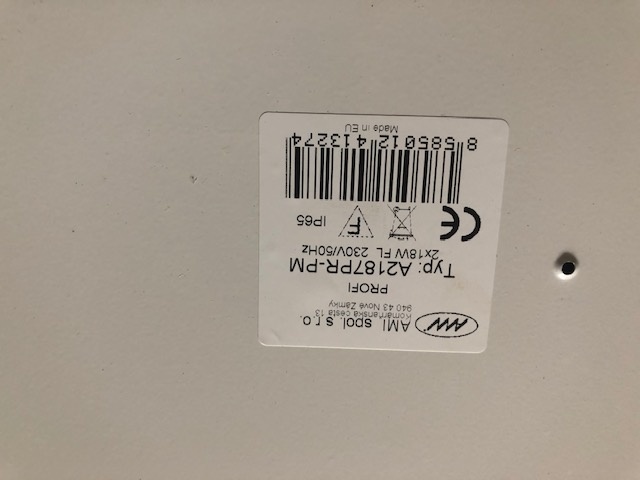 AMI spol. s r.o.
Komárňanská cesta 13
940 43 Nové Zámky
PROFI
Typ: A2187PR-PM
2x18W FL 230V/50Hz
CE F IP65
8 585012 413274
Made in EU